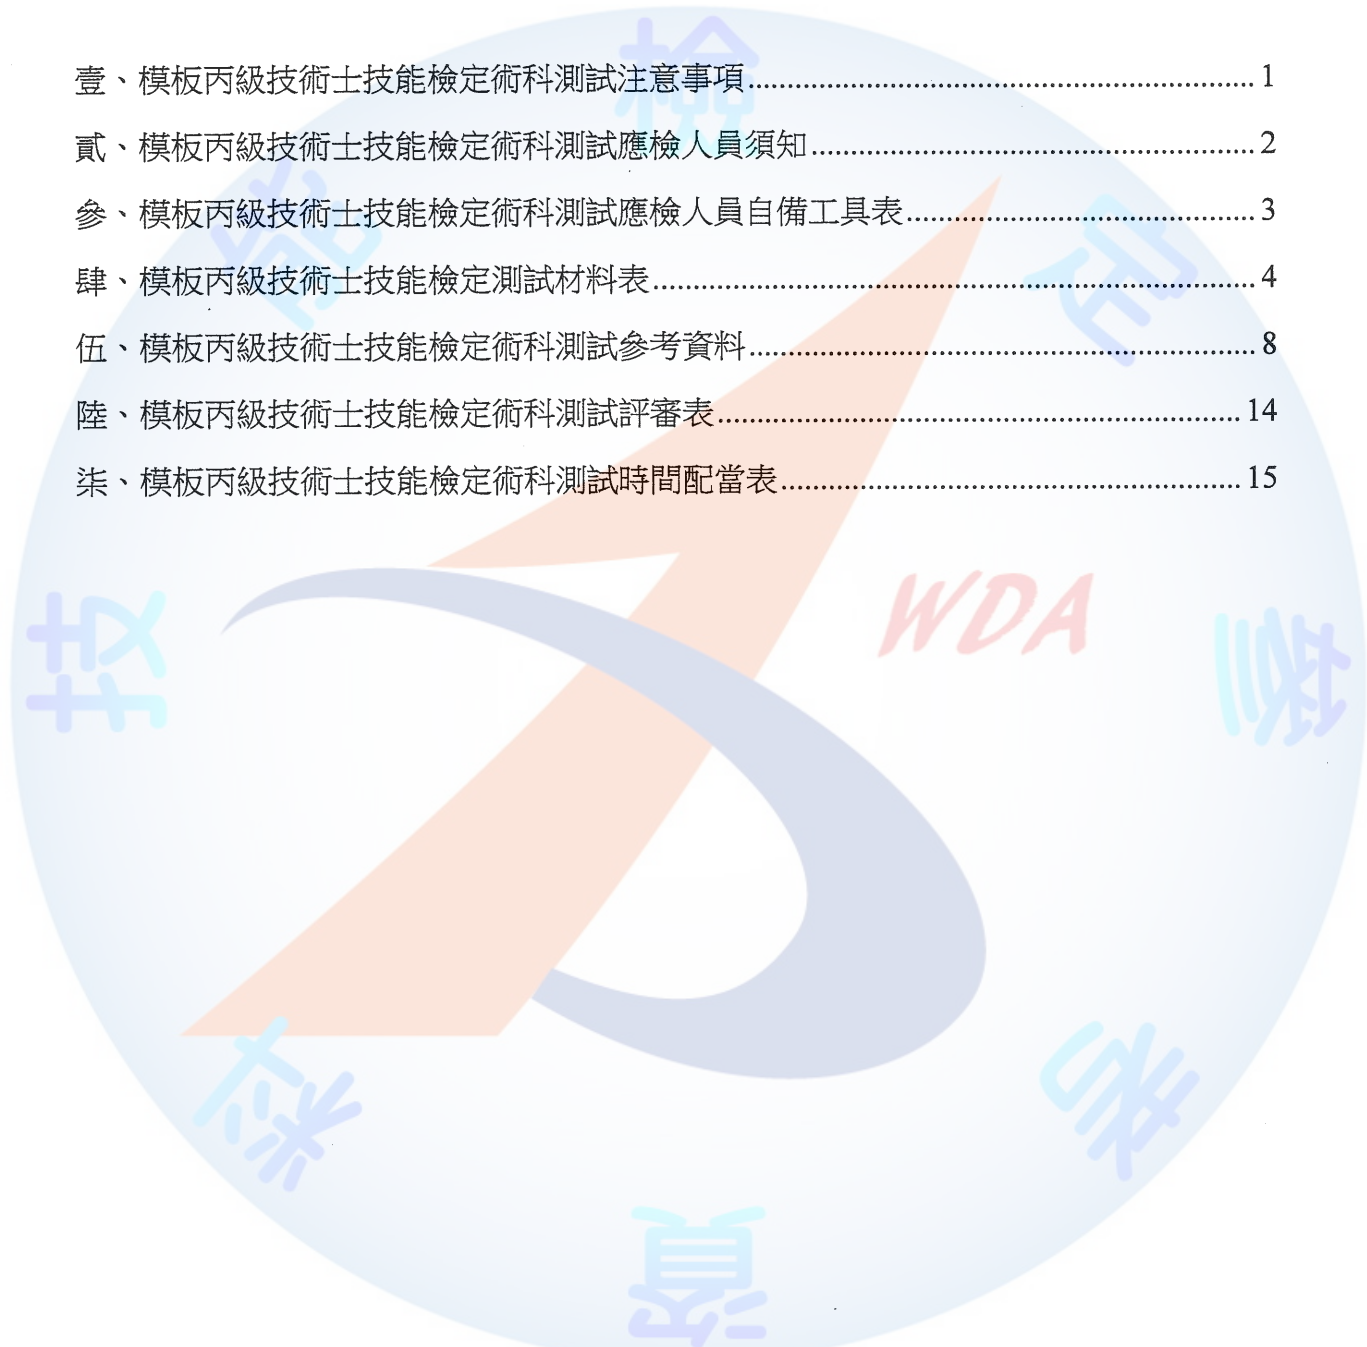 壹、模板丙級技術士技能檢定術科測試注意事項 1
貳、模板丙級技術士技能檢定術科測試應檢人員須知 2
參、模板丙級技術士技能檢定術科測試應檢人員自備工具表 3
肆、模板丙級技術士技能檢定測試材料表 4
伍、模板丙級技術士技能檢定術科測試參考資料 8
陸、模板丙級技術士技能檢定術科測試評審表 14
柒、模板丙級技術士技能檢定術科測試時間配當表 15
WDA
技能檢定參考資料